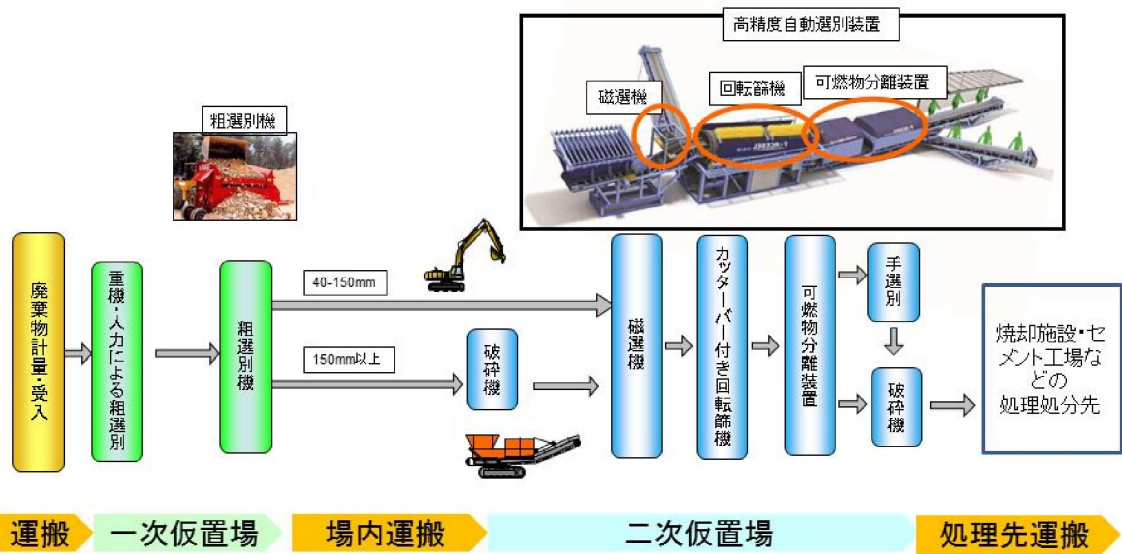 高精度自動選別装置
磁選機
回転篩機
可燃物分離装置
粗選別機
廃棄物計量・受入
重機・人力による粗選別
粗選別機
40-150mm
150mm以上
破砕機
磁選機
カッターバー付き回転篩機
可燃物分離装置
手選別
破砕機
焼却施設・セ
メント工場な
どの
処理処分先
運搬
一次仮置場
場内運搬
二次仮置場
処理先運搬